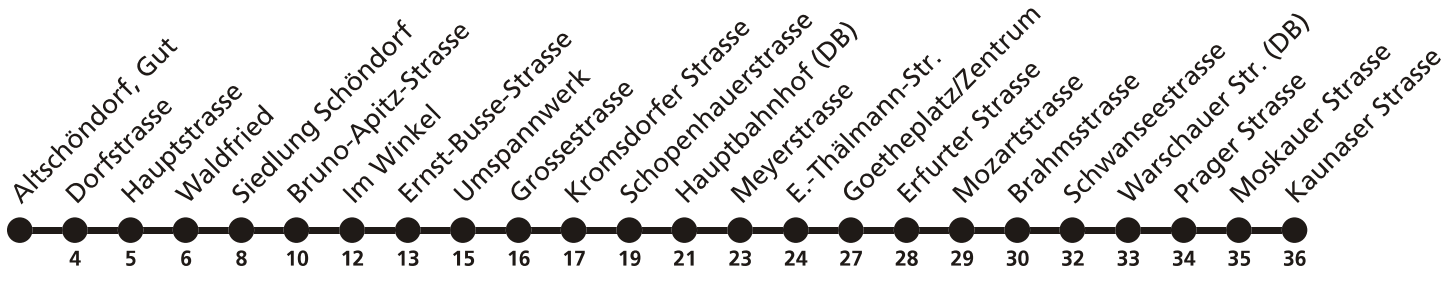 Altschöndorf, Gut
Dorfstrasse
Hauptstrasse
Waldfried
Siedlung Schöndorf
Bruno-Apitz-Strasse
Im Winkel
Ernst-Busse-Strasse
Umspannwerk
Grossestrasse
Kromsdorfer Strasse
Schopenhauerstrasse
Hauptbahnhof (DB)
Meyerstrasse
E.-Thälmann-Str.
Goetheplatz/Zentrum
Erfurter Strasse
Mozartstrasse
Brahmsstrasse
Schwanseestrasse
Warschauer Str. (DB)
Prager Strasse
Moskauer Strasse
Kaunaser Strasse
4 5 6 8 10 12 13 15 16 17 19 21 23 24 27 28 29 30 32 33 34 35 36